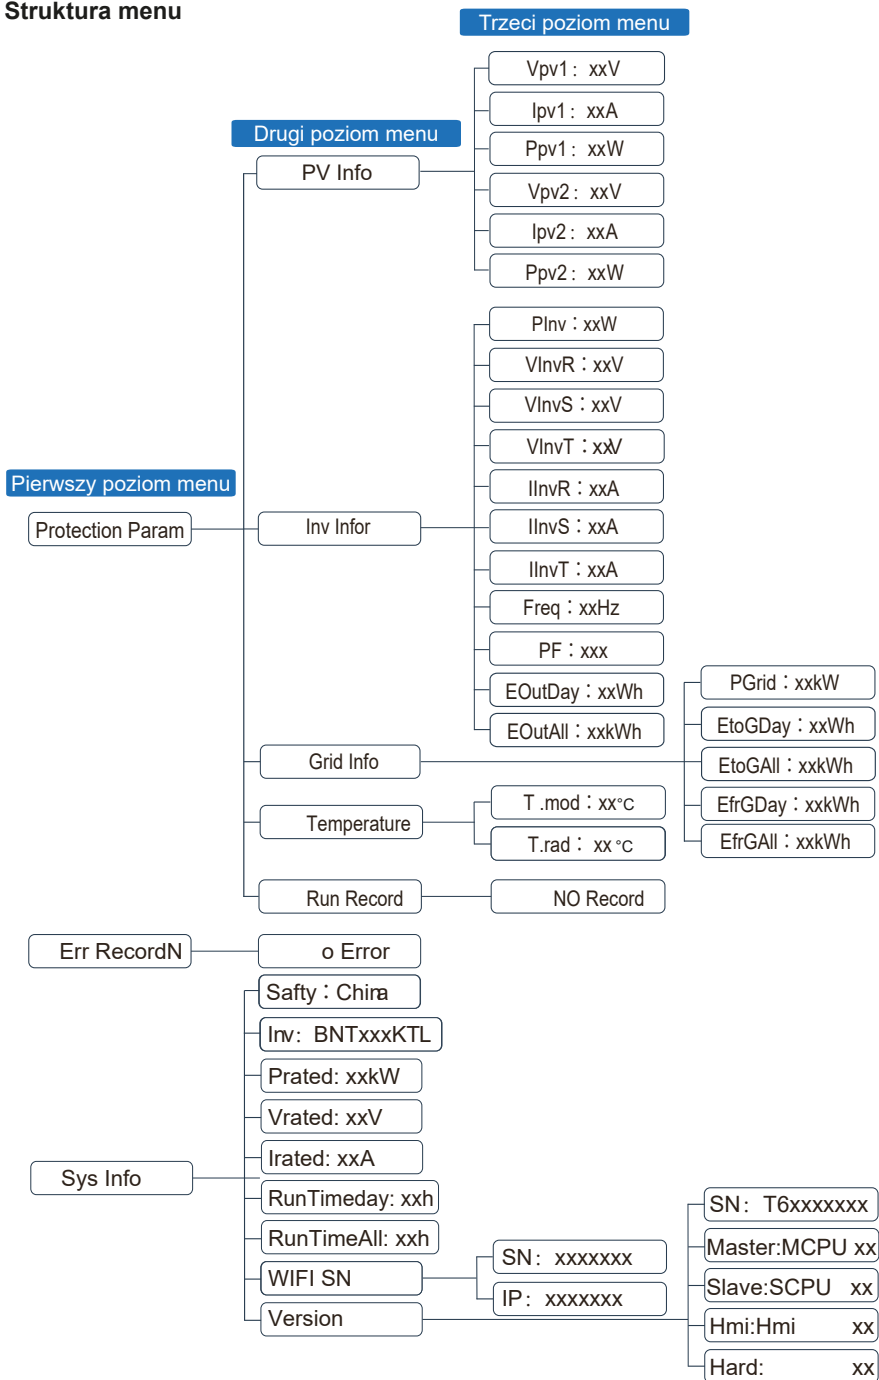 Struktura menu
Trzeci poziom menu
Vpv1: xxV
Ipv1: xxA
Drugi poziom menu
Ppv1: xxW
PV Info
Vpv2: xxV
Ipv2: xxA
Ppv2: xxW
PInv：xxW
VInvR：xxV
VInvS：xxV
VInvT：xxV
Pierwszy poziom menu
IInvR：xxA
Protection Param
Inv Infor
IInvS：xxA
IInvT：xxA
Freq：xxHz
PF：xxx
EOutDay：xxWh
EOutAll：xxkWh
PGrid：xxkW
EtoGDay：xxWh
Grid Info
EtoGAll：xxkWh
EfrGDay：xxkWh
EfrGAll：xxkWh
Temperature
T .mod：xx°C
T.rad： xx °C
Run Record
NO Record
Err RecordN
o Error
Safty：China
Inv: BNTxxxKTL
Prated: xxkW
Vrated: xxV
Irated: xxA
Sys Info
RunTimeday: xxh
RunTimeAll: xxh
WIFI SN
SN: xxxxxxx
IP: xxxxxxx
Version
SN: T6xxxxxxx
Master:MCPU xx
Slave:SCPU xx
Hmi:Hmi xx
Hard: xx